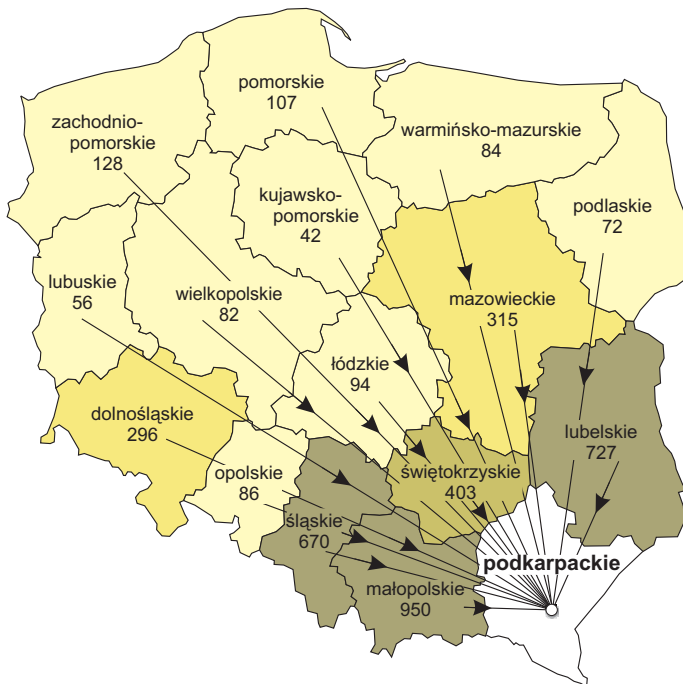 pomorskie
107
zachodnio-
pomorskie
128
warmińsko-mazurskie
84
kujawsko-
pomorskie
42
podlaskie
72
lubuskie
56
wielkopolskie
82
mazowieckie
315
łódzkie
94
dolnośląskie
296
lubelskie
727
opolskie
86
świętokrzyskie
403
śląskie
670
podkarpackie
małopolskie
950